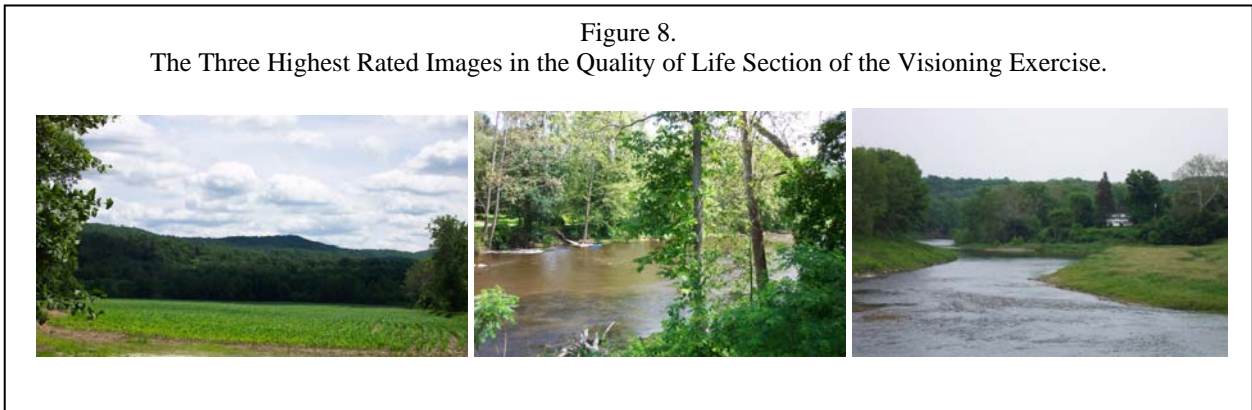 Figure 8.
The Three Highest Rated Images in the Quality of Life Section of the Visioning Exercise.